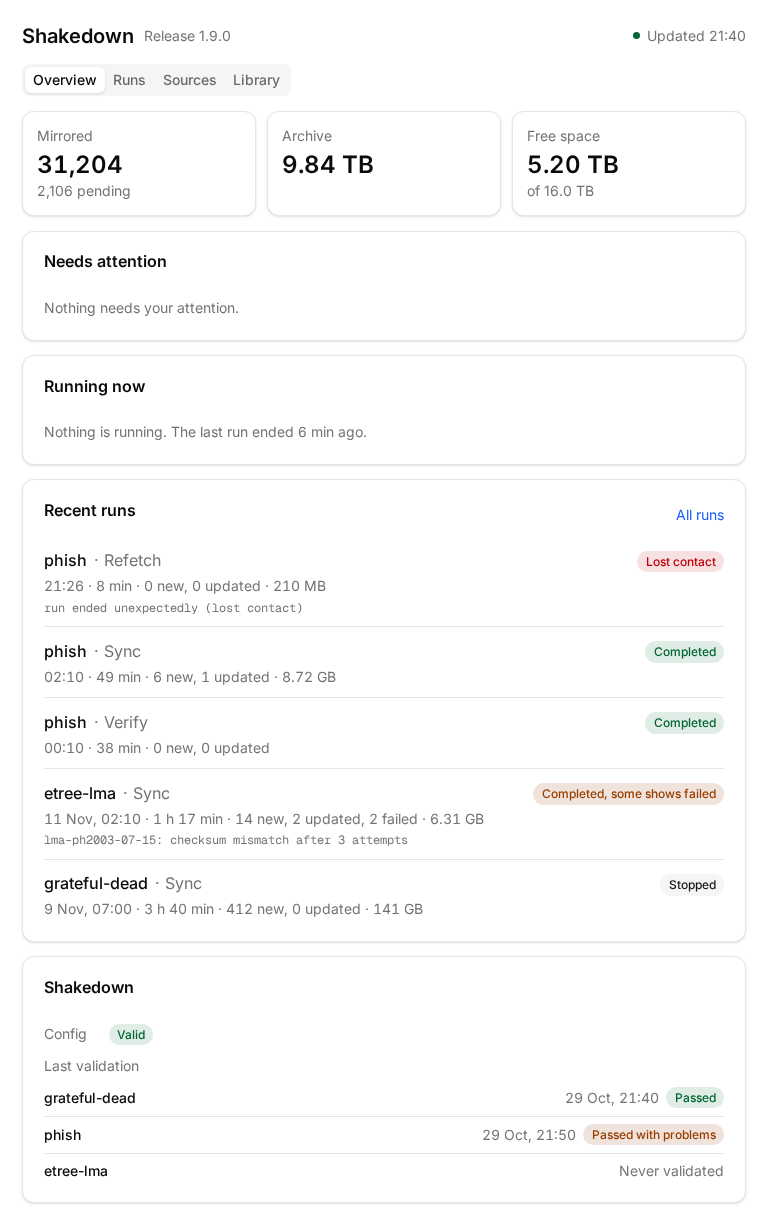 Shakedown Release 1.9.0
Updated 21:40
Overview Runs Sources Library
Mirrored
31,204
2,106 pending
Archive
9.84 TB
Free space
5.20 TB
of 16.0 TB
Needs attention
Nothing needs your attention.
Running now
Nothing is running. The last run ended 6 min ago.
Recent runs
All runs
phish · Refetch
Lost contact
21:26 · 8 min · 0 new, 0 updated · 210 MB
run ended unexpectedly (lost contact)
phish · Sync
Completed
02:10 · 49 min · 6 new, 1 updated · 8.72 GB
phish · Verify
Completed
00:10 · 38 min · 0 new, 0 updated
etree-lma · Sync
Completed, some shows failed
11 Nov, 02:10 · 1 h 17 min · 14 new, 2 updated, 2 failed · 6.31 GB
lma-ph2003-07-15: checksum mismatch after 3 attempts
grateful-dead · Sync
Stopped
9 Nov, 07:00 · 3 h 40 min · 412 new, 0 updated · 141 GB
Shakedown
Config Valid
Last validation
grateful-dead 29 Oct, 21:40 Passed
phish 29 Oct, 21:50 Passed with problems
etree-lma Never validated